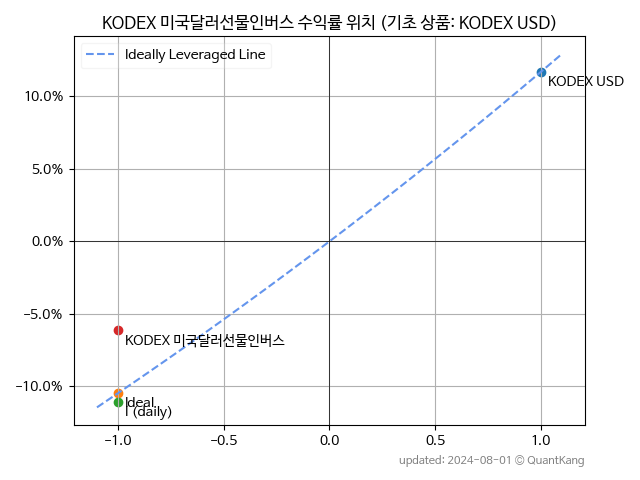 KODEX 미국달러선물인버스 수익률 위치 (기초 상품: KODEX USD)
Ideally Leveraged Line
KODEX USD
10.0%
5.0%
0.0%
−5.0%
KODEX 미국달러선물인버스
−10.0%
Ideal
I (daily)
−1.0 −0.5 0.0 0.5 1.0
updated: 2024-08-01 © QuantKang